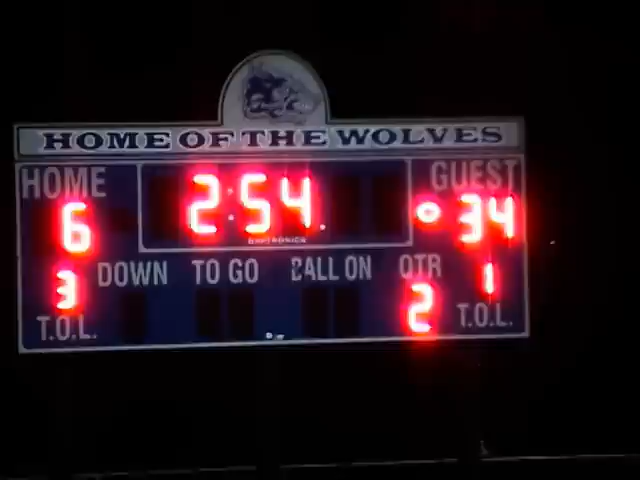 HOME OF THE WOLVES
HOME 2:54 GUEST
6 34
DAKTRONICS
3 DOWN TO GO BALL ON QTR 1
T.O.L. 2 T.O.L.